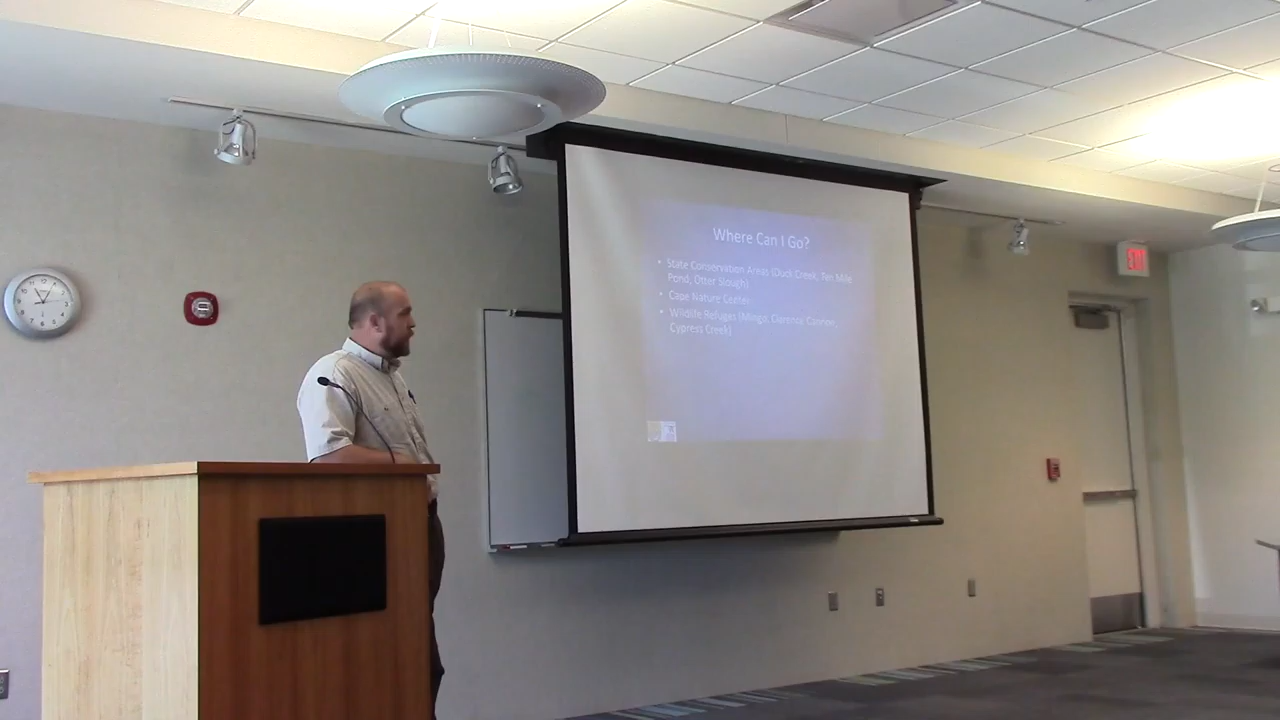 Where Can I Go?
• State Conservation Areas (Duck Creek, Ten Mile
Pond, Otter Slough)
• Cape Nature Center
• Wildlife Refuges (Mingo, Clarence Cannon,
Cypress Creek)
EXIT